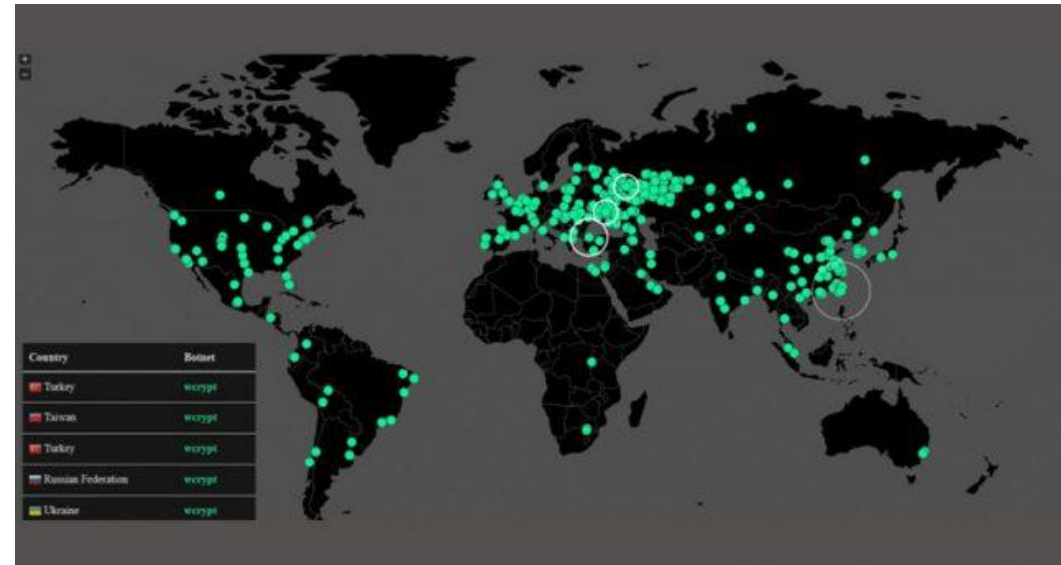 +
-
Country Botnet
Turkey wcrypt
Taiwan wcrypt
Turkey wcrypt
Russian Federation wcrypt
Ukraine wcrypt